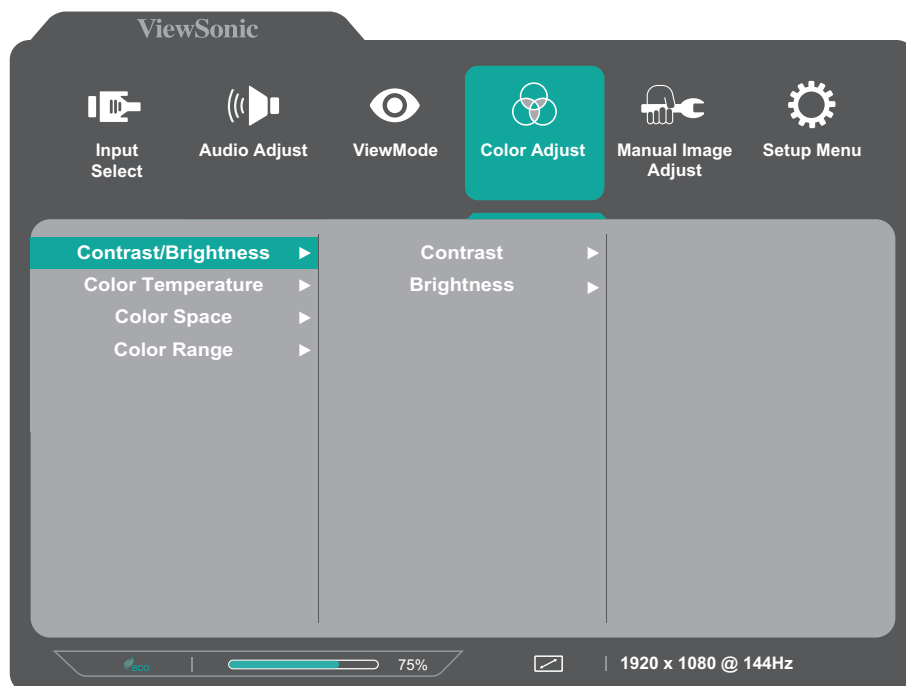 ViewSonic
Input
Select
Audio Adjust
ViewMode
Color Adjust
Manual Image
Adjust
Setup Menu
Contrast/Brightness
Color Temperature
Color Space
Color Range
Contrast
Brightness
eco
75%
1920 x 1080 @ 144Hz